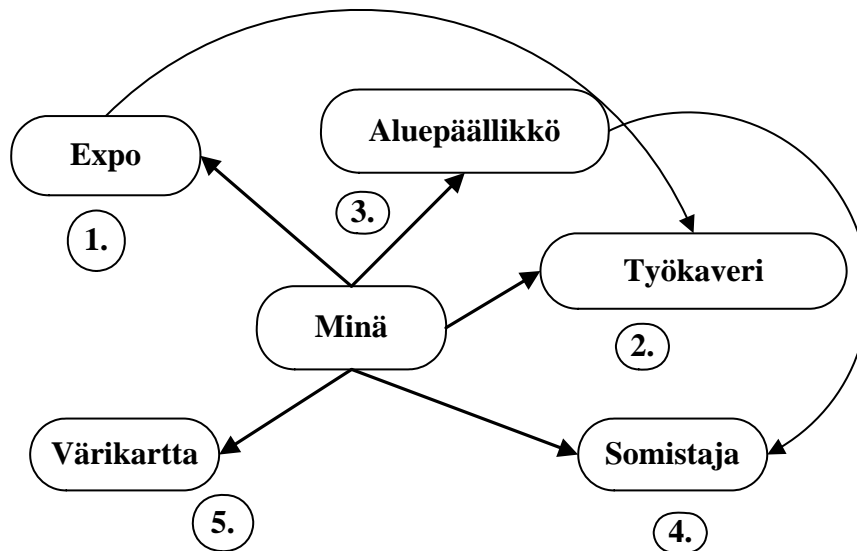 Aluepäällikkö
Expo
3.
1.
Työkaveri
Minä
2.
Värikartta
Somistaja
5.
4.